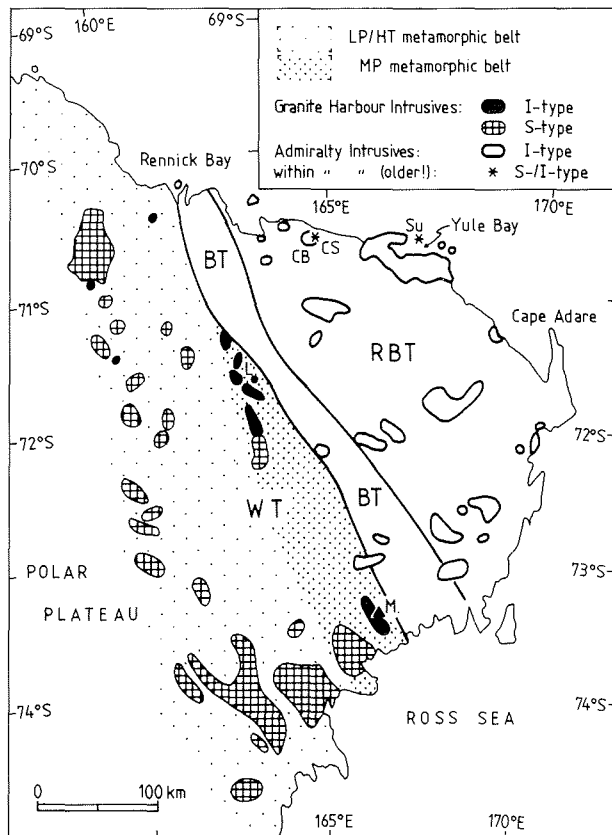 69°S
160°E
69°S
LP/HT metamorphic belt
MP metamorphic belt
Granite Harbour Intrusives: I-type
S-type
Admiralty Intrusives: I-type
within " " (older!): * S-/I-type
70°S
Rennick Bay
165°E
170°E
Su
Yule Bay
CB
CS
BT
71°S
Cape Adare
RBT
L
72°S
72°S
WT
BT
POLAR
PLATEAU
73°S
M
74°S
ROSS SEA
74°S
0 100 km
165°E
170°E